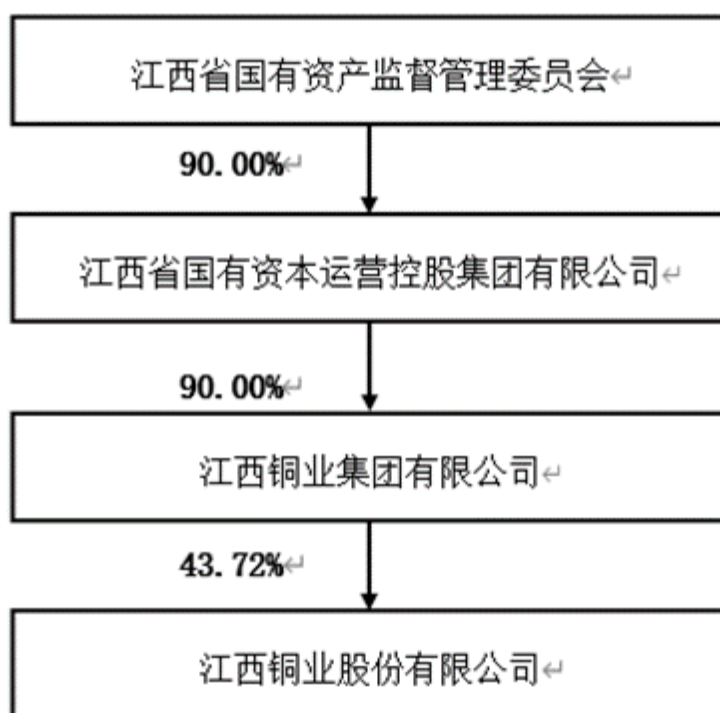 江西省国有资产监督管理委员会
90.00%
江西省国有资本运营控股集团有限公司
90.00%
江西铜业集团有限公司
43.72%
江西铜业股份有限公司